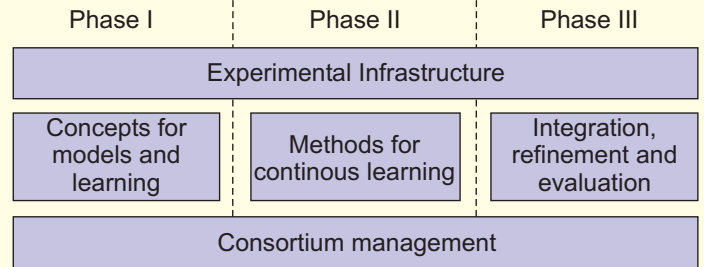 Phase I Phase II Phase III
Experimental Infrastructure
Concepts for
models and
learning
Methods for
continous learning
Integration,
refinement and
evaluation
Consortium management